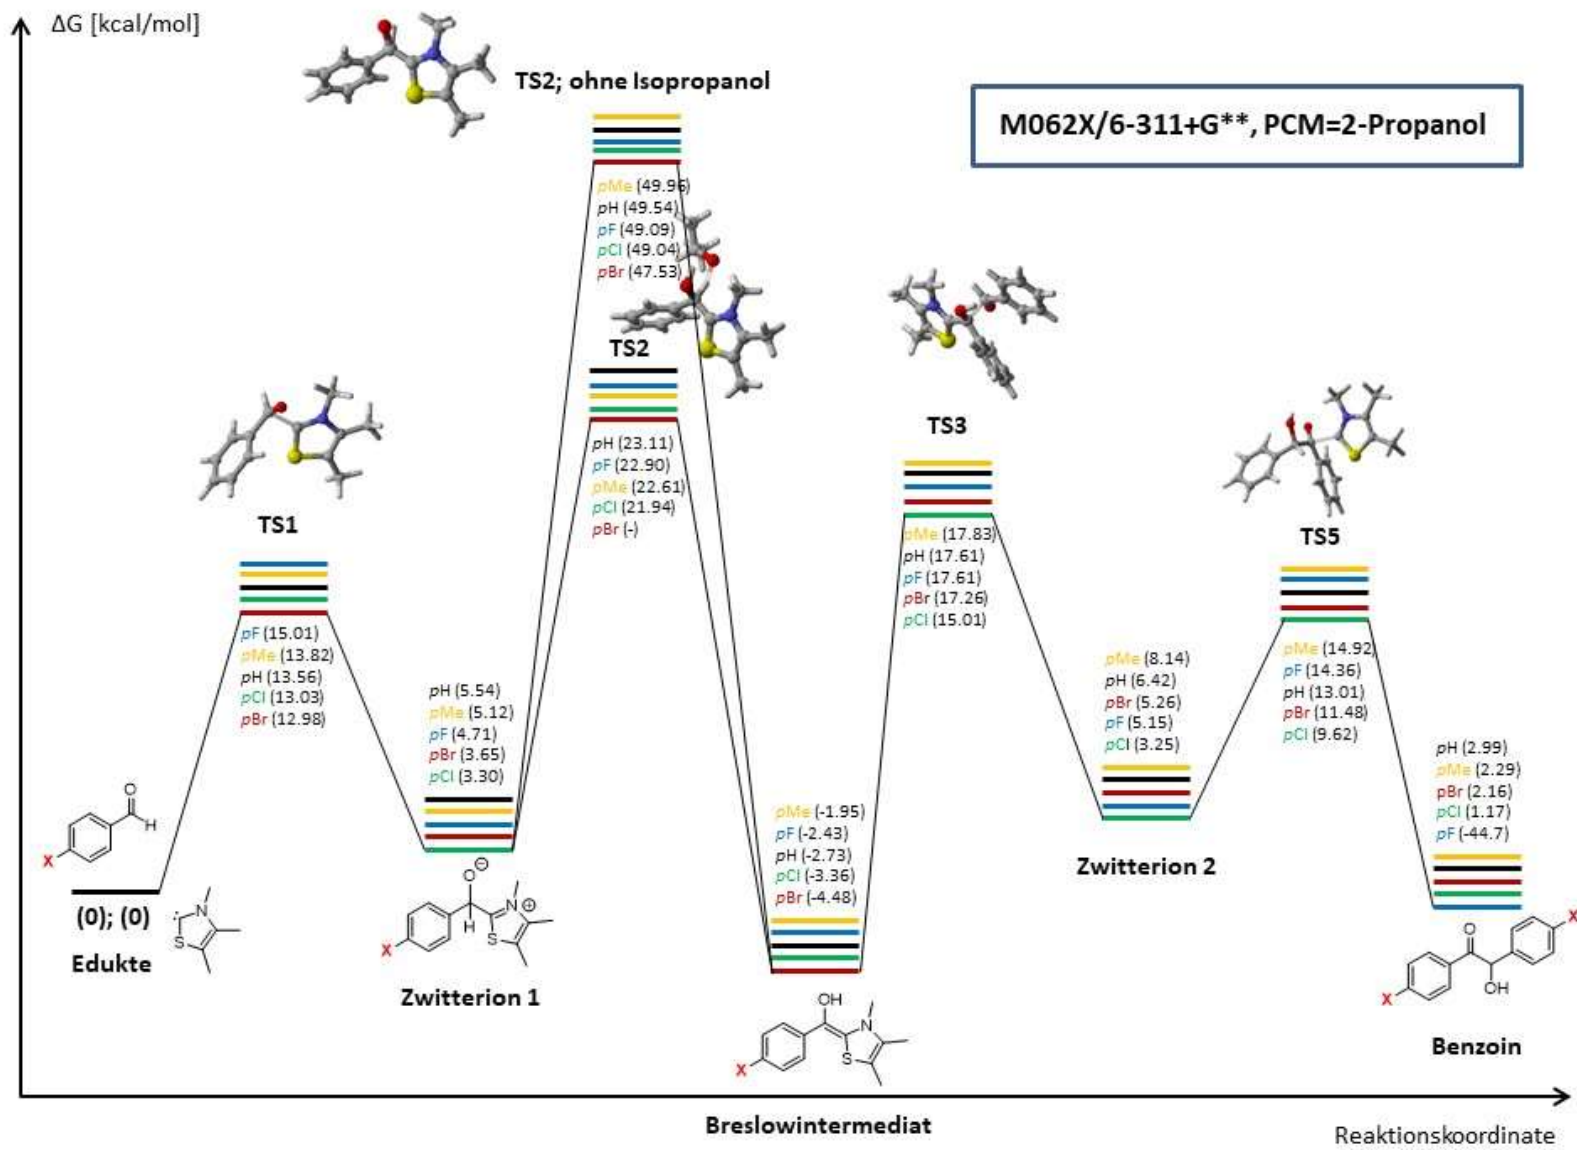 ΔG [kcal/mol]
TS2; ohne Isopropanol
M062X/6-311+G**, PCM=2-Propanol
pMe (49.96)
pH (49.54)
pF (49.09)
pCl (49.04)
pBr (47.53)
TS2
pH (23.11)
pF (22.90)
pMe (22.61)
pCl (21.94)
pBr (-)
TS1
pF (15.01)
pMe (13.82)
pH (13.56)
pCl (13.03)
pBr (12.98)
TS3
pMe (17.83)
pH (17.61)
pF (17.61)
pBr (17.26)
pCl (15.01)
TS5
pMe (14.92)
pF (14.36)
pH (13.01)
pBr (11.48)
pCl (9.62)
pH (5.54)
pMe (5.12)
pF (4.71)
pBr (3.65)
pCl (3.30)
pMe (8.14)
pH (6.42)
pBr (5.26)
pF (5.15)
pCl (3.25)
pH (2.99)
pMe (2.29)
pBr (2.16)
pCl (1.17)
pF (-44.7)
pMe (-1.95)
pF (-2.43)
pH (-2.73)
pCl (-3.36)
pBr (-4.48)
O
H
X
(0); (0)
N
S
Edukte
O
⊖
N
⊕
H
S
X
Zwitterion 1
Zwitterion 2
OH
N
S
X
O
X
OH
X
Benzoin
Breslowintermediat
Reaktionskoordinate